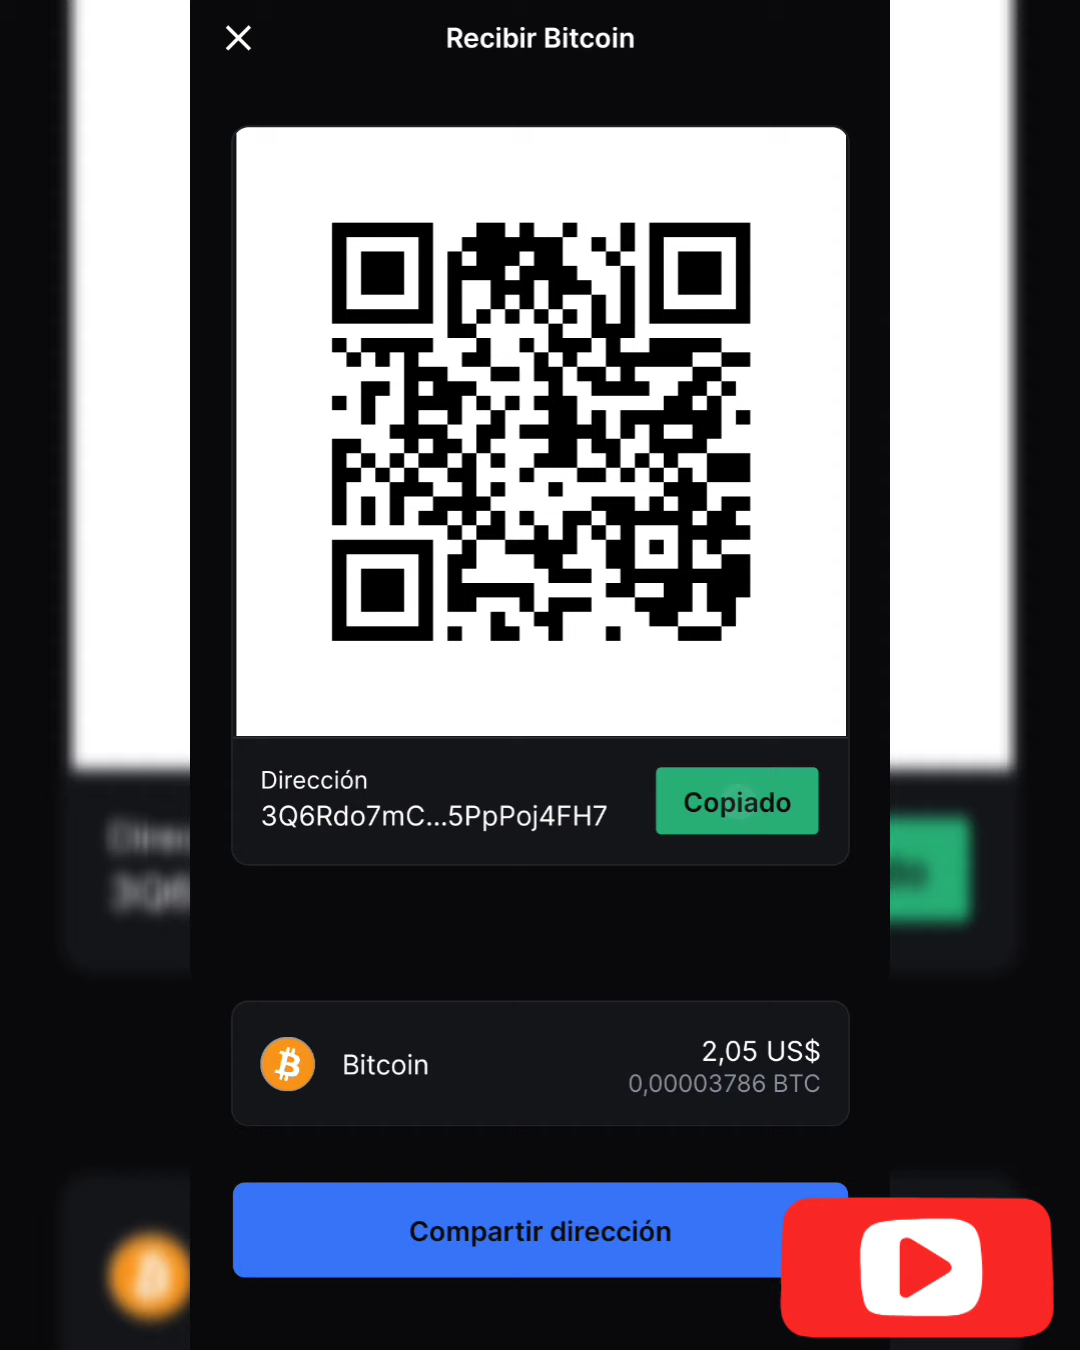 Recibir Bitcoin
Dirección
3Q6Rdo7mC...5PpPoj4FH7
Copiado
Bitcoin
2,05 US$
0,00003786 BTC
Compartir dirección